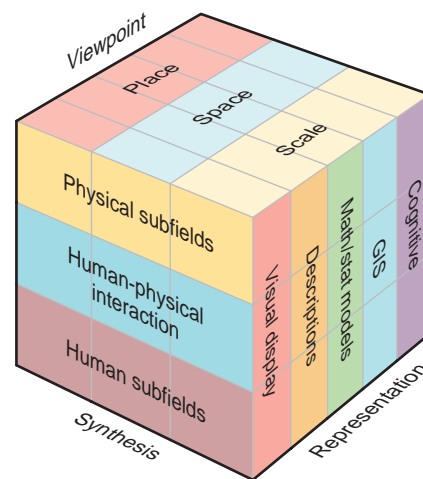 Viewpoint
Place
Space
Scale
Physical subfields
Human-physical
interaction
Human subfields
Visual display
Descriptions
Math/stat models
GIS
Cognitive
Synthesis
Representation